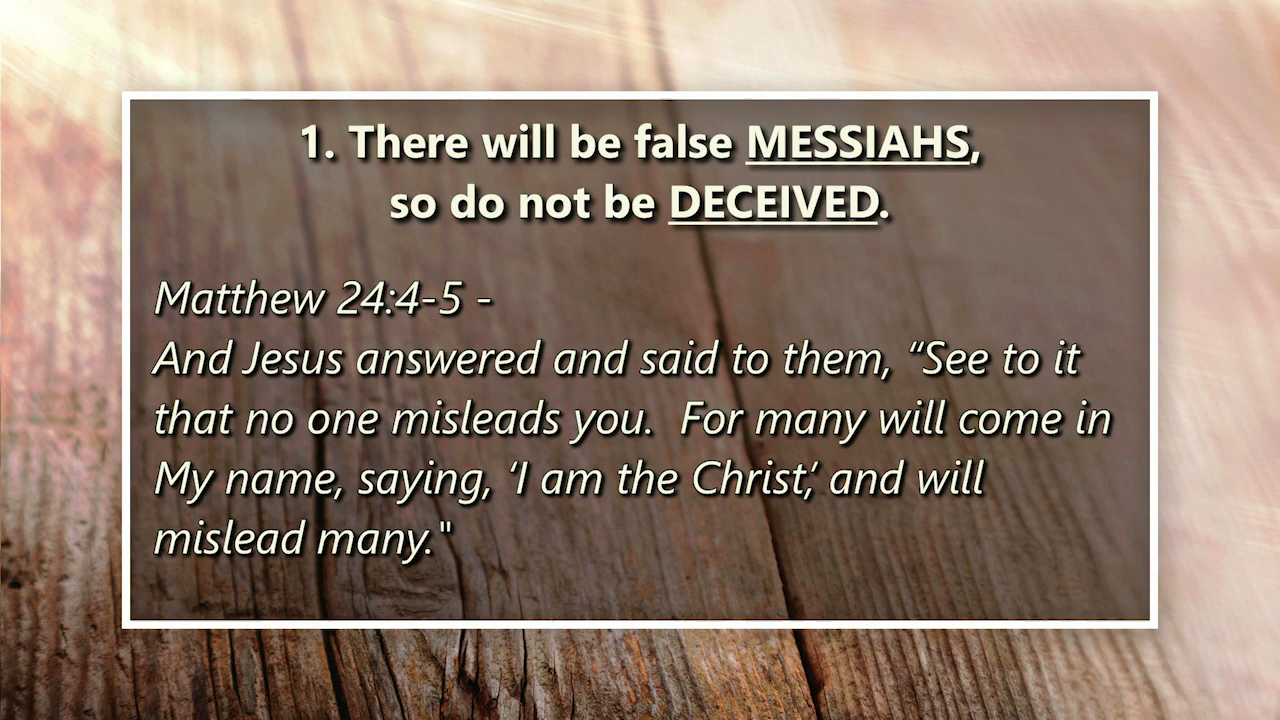 1. There will be false MESSIAHS,
so do not be DECEIVED.
Matthew 24:4-5 -
And Jesus answered and said to them, “See to it
that no one misleads you.  For many will come in
My name, saying, ‘I am the Christ,’ and will
mislead many."